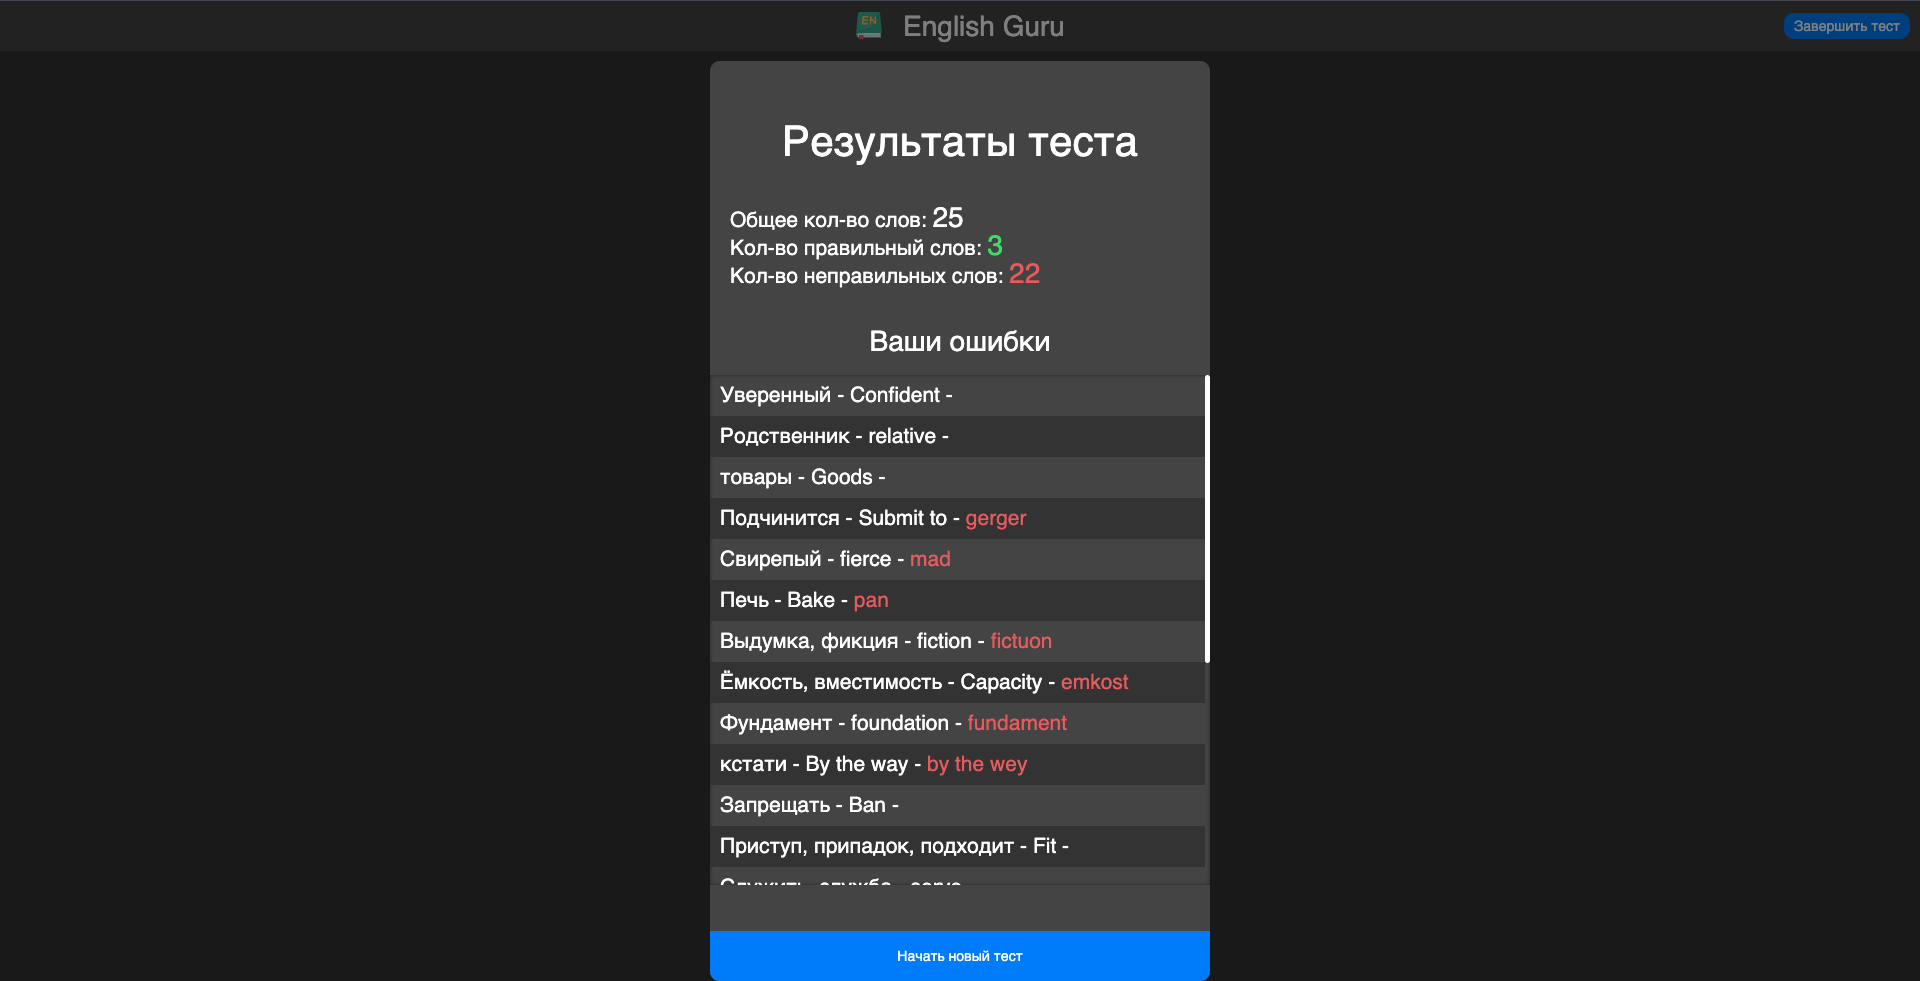 EN English Guru
Завершить тест
Результаты теста
Общее кол-во слов: 25
Кол-во правильный слов: 3
Кол-во неправильных слов: 22
Ваши ошибки
Уверенный - Confident -
Родственник - relative -
товары - Goods -
Подчинится - Submit to - gerger
Свирепый - fierce - mad
Печь - Bake - pan
Выдумка, фикция - fiction - fictuon
Ёмкость, вместимость - Capacity - emkost
Фундамент - foundation - fundament
кстати - By the way - by the wey
Запрещать - Ban -
Приступ, припадок, подходит - Fit -
Служить, служба - serve
Начать новый тест